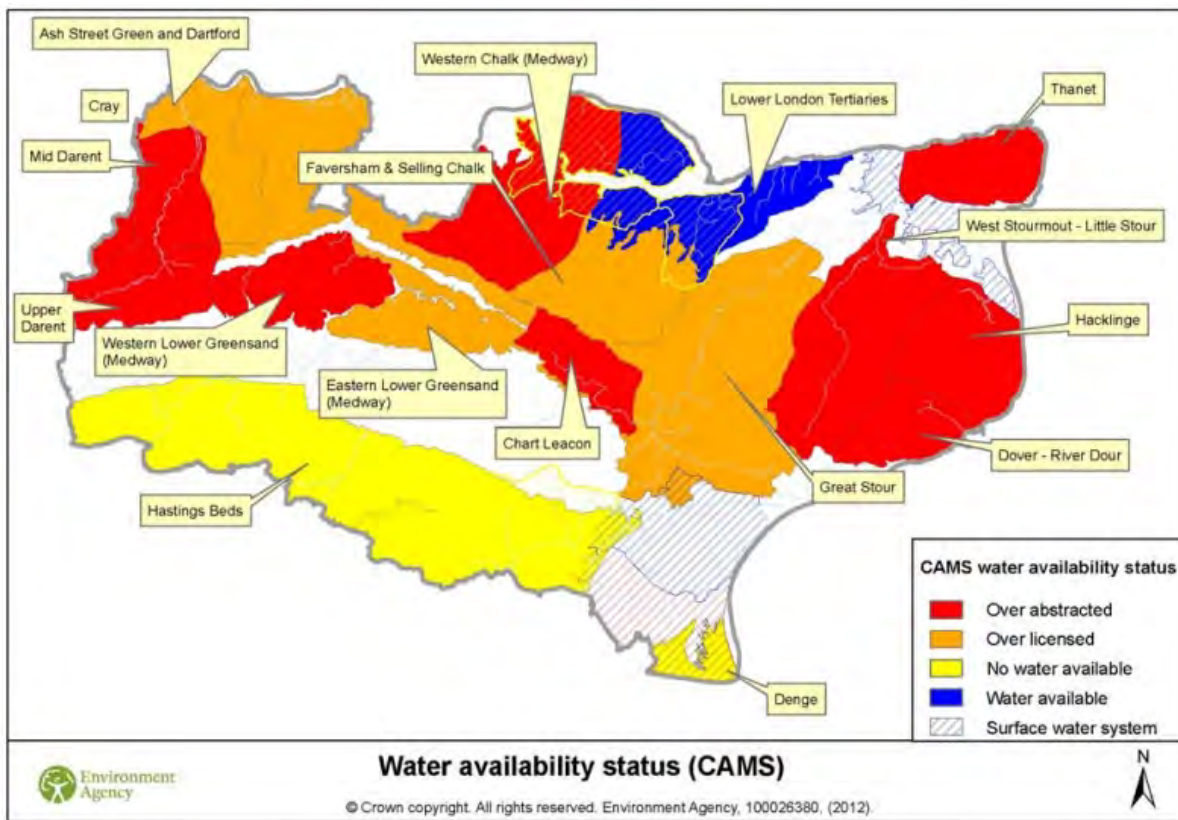 Ash Street Green and Dartford
Western Chalk (Medway)
Cray
Lower London Tertiaries
Thanet
Mid Darent
Faversham & Selling Chalk
West Stourmout - Little Stour
Upper
Darent
Western Lower Greensand
(Medway)
Hacklinge
Eastern Lower Greensand
(Medway)
Chart Leacon
Dover - River Dour
Great Stour
Hastings Beds
Denge
CAMS water availability status
Over abstracted
Over licensed
No water available
Water available
Surface water system
Environment
Agency
Water availability status (CAMS)
© Crown copyright. All rights reserved. Environment Agency, 100026380, (2012).
N